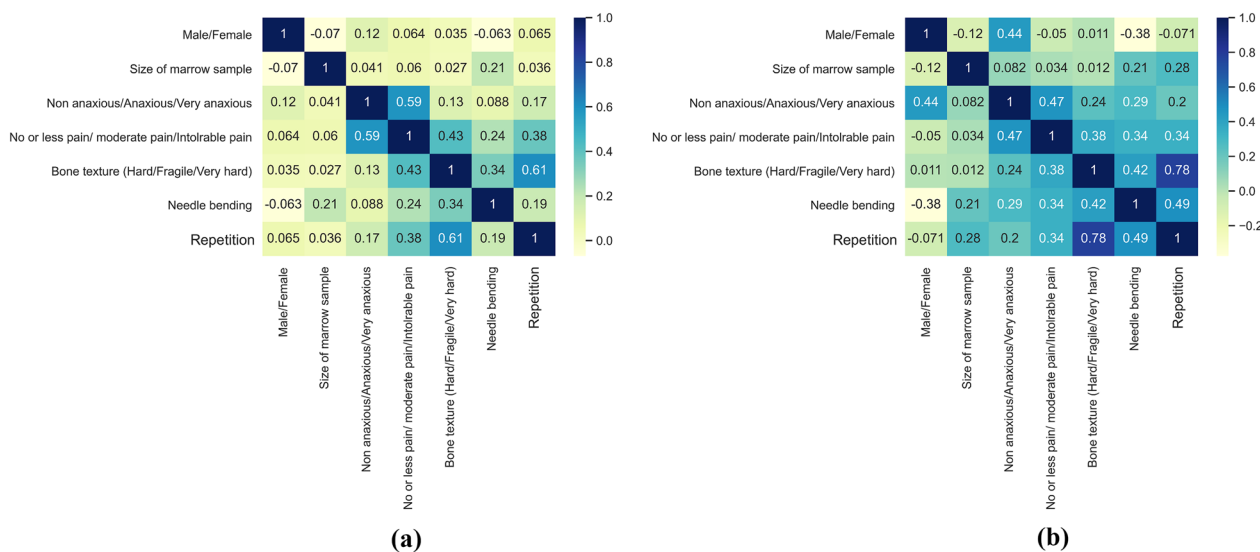 Male/Female 1 -0.07 0.12 0.064 0.035 -0.063 0.065
Size of marrow sample -0.07 1 0.041 0.06 0.027 0.21 0.036
Non anaxious/Anaxious/Very anaxious 0.12 0.041 1 0.59 0.13 0.088 0.17
No or less pain/ moderate pain/Intolrable pain 0.064 0.06 0.59 1 0.43 0.24 0.38
Bone texture (Hard/Fragile/Very hard) 0.035 0.027 0.13 0.43 1 0.34 0.61
Needle bending -0.063 0.21 0.088 0.24 0.34 1 0.19
Repetition 0.065 0.036 0.17 0.38 0.61 0.19 1
Male/Female
Size of marrow sample
Non anaxious/Anaxious/Very anaxious
No or less pain/ moderate pain/Intolrable pain
Bone texture (Hard/Fragile/Very hard)
Needle bending
Repetition
1.0
0.8
0.6
0.4
0.2
0.0
(a)
Male/Female 1 -0.12 0.44 -0.05 0.011 -0.38 -0.071
Size of marrow sample -0.12 1 0.082 0.034 0.012 0.21 0.28
Non anaxious/Anaxious/Very anaxious 0.44 0.082 1 0.47 0.24 0.29 0.2
No or less pain/ moderate pain/Intolrable pain -0.05 0.034 0.47 1 0.38 0.34 0.34
Bone texture (Hard/Fragile/Very hard) 0.011 0.012 0.24 0.38 1 0.42 0.78
Needle bending -0.38 0.21 0.29 0.34 0.42 1 0.49
Repetition -0.071 0.28 0.2 0.34 0.78 0.49 1
Male/Female
Size of marrow sample
Non anaxious/Anaxious/Very anaxious
No or less pain/ moderate pain/Intolrable pain
Bone texture (Hard/Fragile/Very hard)
Needle bending
Repetition
1.0
0.8
0.6
0.4
0.2
0.0
−0.2
(b)